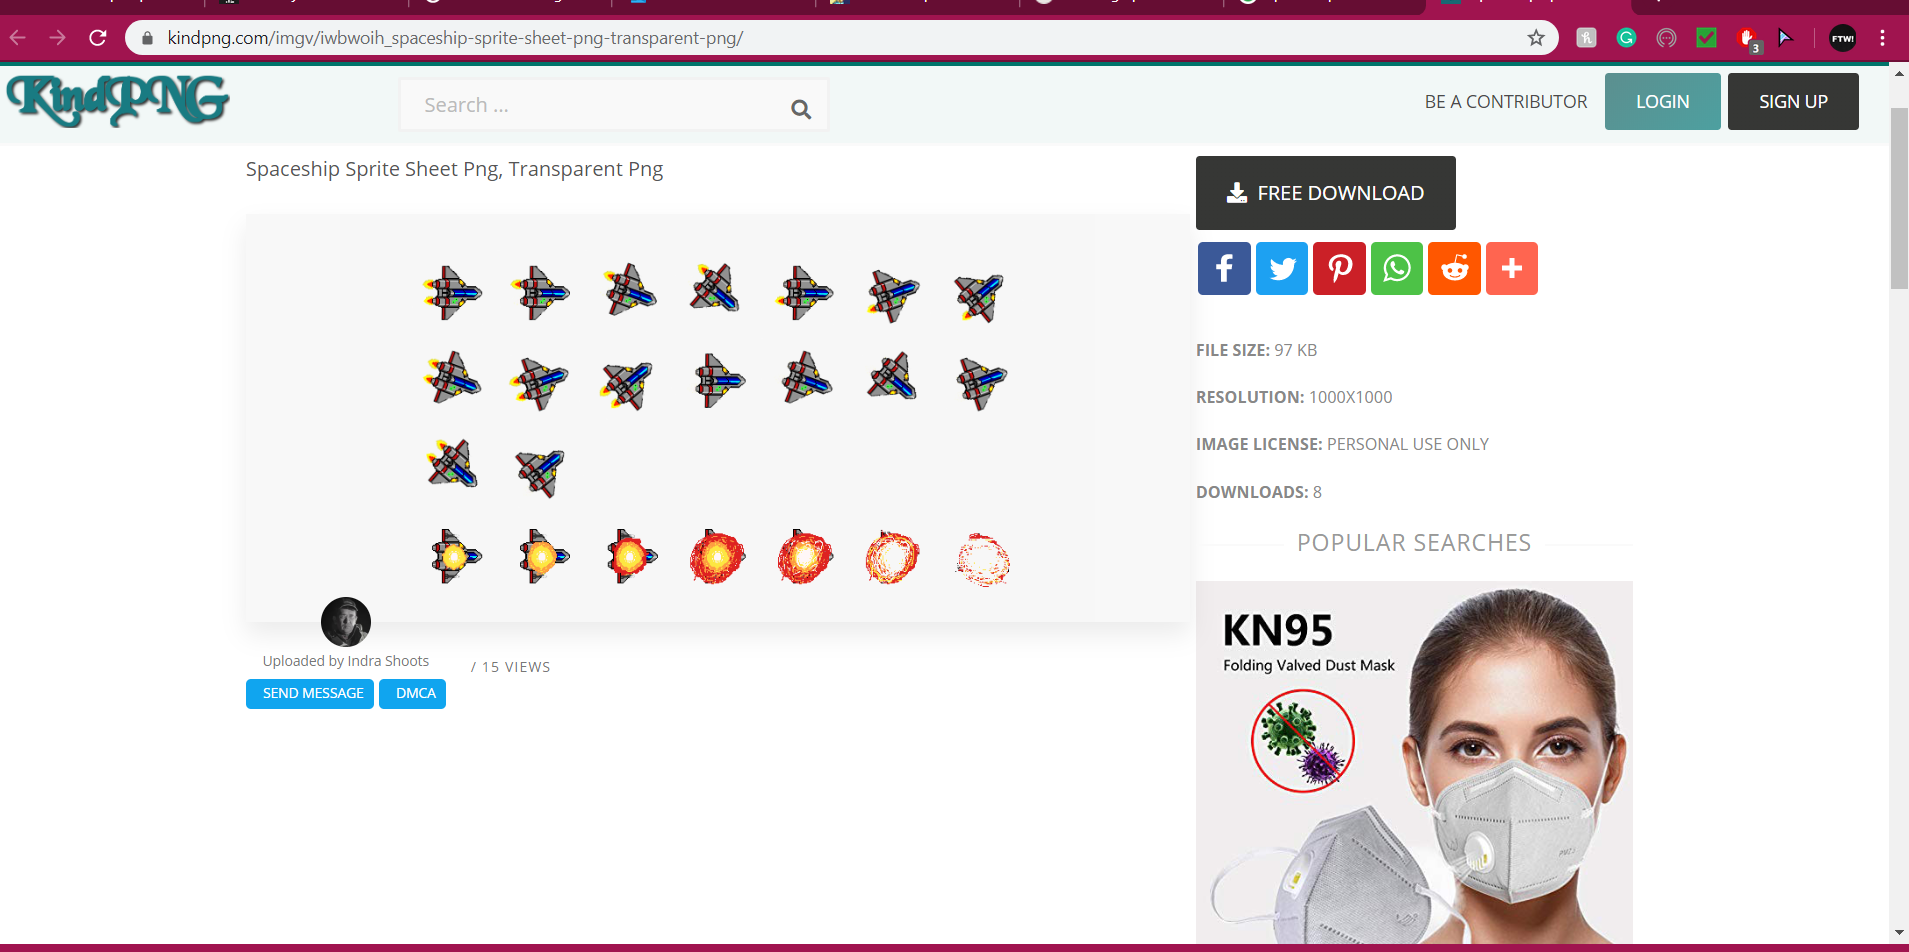 kindpng.com/imgv/iwbwoih_spaceship-sprite-sheet-png-transparent-png/
3
FTW!
KindPNG
Search ...
BE A CONTRIBUTOR
LOGIN
SIGN UP
Spaceship Sprite Sheet Png, Transparent Png
FREE DOWNLOAD
FILE SIZE: 97 KB
RESOLUTION: 1000X1000
IMAGE LICENSE: PERSONAL USE ONLY
DOWNLOADS: 8
POPULAR SEARCHES
Uploaded by Indra Shoots
/ 15 VIEWS
SEND MESSAGE
DMCA
KN95
Folding Valved Dust Mask